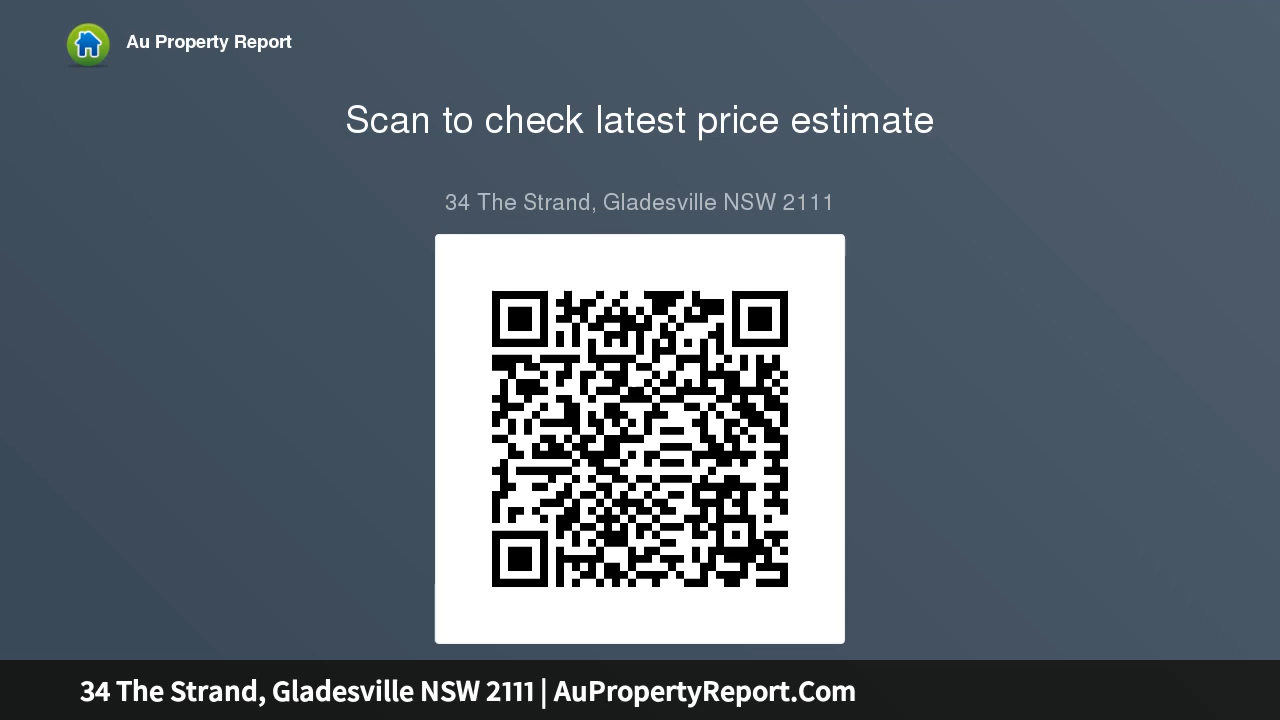 Au Property Report
Scan to check latest price estimate
34 The Strand, Gladesville NSW 2111
34 The Strand, Gladesville NSW 2111 | AuPropertyReport.Com